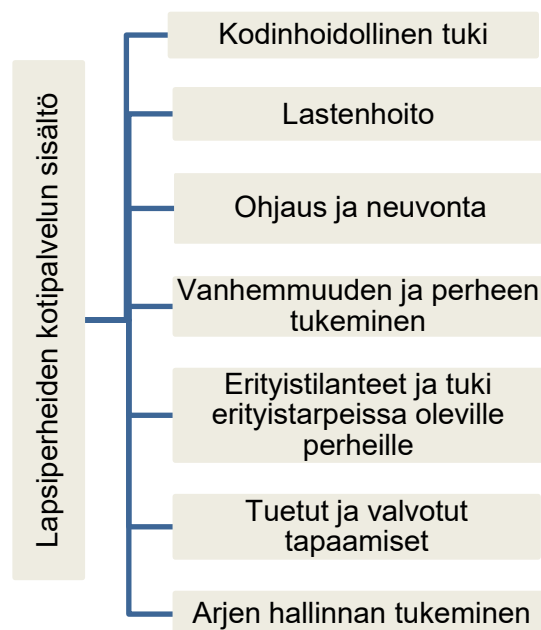 Lapsiperheiden kotipalvelun sisältö
Kodinhoidollinen tuki
Lastenhoito
Ohjaus ja neuvonta
Vanhemmuuden ja perheen
tukeminen
Erityistilanteet ja tuki
erityistarpeissa oleville
perheille
Tuetut ja valvotut
tapaamiset
Arjen hallinnan tukeminen